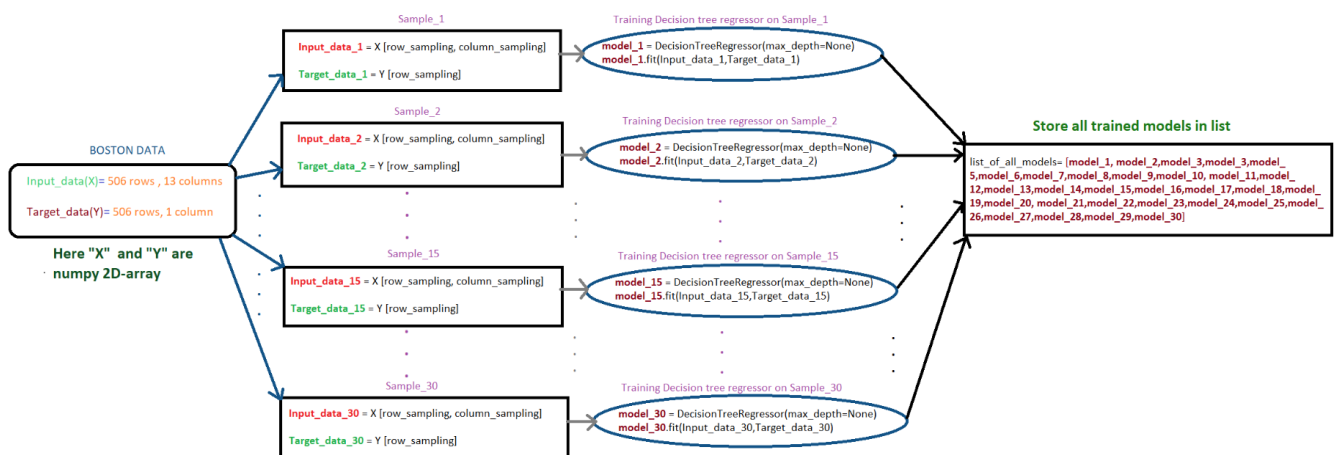 BOSTON DATA
Input_data(X)= 506 rows , 13 columns
Target_data(Y)= 506 rows, 1 column
Here "X" and "Y" are
numpy 2D-array
Sample_1
Input_data_1 = X [row_sampling, column_sampling]
Target_data_1 = Y [row_sampling]
Training Decision tree regressor on Sample_1
model_1 = DecisionTreeRegressor(max_depth=None)
model_1.fit(Input_data_1,Target_data_1)
Sample_2
Input_data_2 = X [row_sampling, column_sampling]
Target_data_2 = Y [row_sampling]
Training Decision tree regressor on Sample_2
model_2 = DecisionTreeRegressor(max_depth=None)
model_2.fit(Input_data_2,Target_data_2)
Sample_15
Input_data_15 = X [row_sampling, column_sampling]
Target_data_15 = Y [row_sampling]
Training Decision tree regressor on Sample_15
model_15 = DecisionTreeRegressor(max_depth=None)
model_15.fit(Input_data_15,Target_data_15)
Sample_30
Input_data_30 = X [row_sampling, column_sampling]
Target_data_30 = Y [row_sampling]
Training Decision tree regressor on Sample_30
model_30 = DecisionTreeRegressor(max_depth=None)
model_30.fit(Input_data_30,Target_data_30)
Store all trained models in list
list_of_all_models= [model_1, model_2,model_3,model_3,model_
5,model_6,model_7,model_8,model_9,model_10, model_11,model_
12,model_13,model_14,model_15,model_16,model_17,model_18,model_
19,model_20, model_21,model_22,model_23,model_24,model_25,model_
26,model_27,model_28,model_29,model_30]